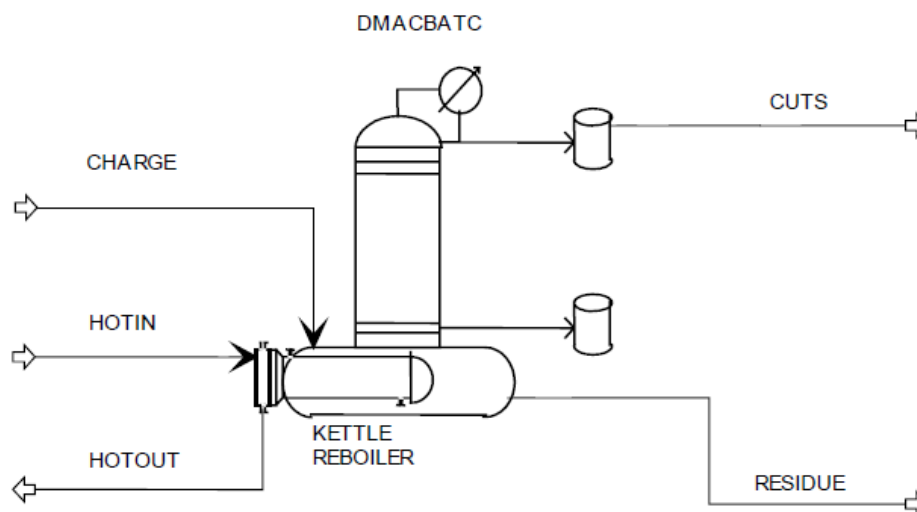 DMACBATC
CUTS
CHARGE
HOTIN
KETTLE
REBOILER
HOTOUT
RESIDUE